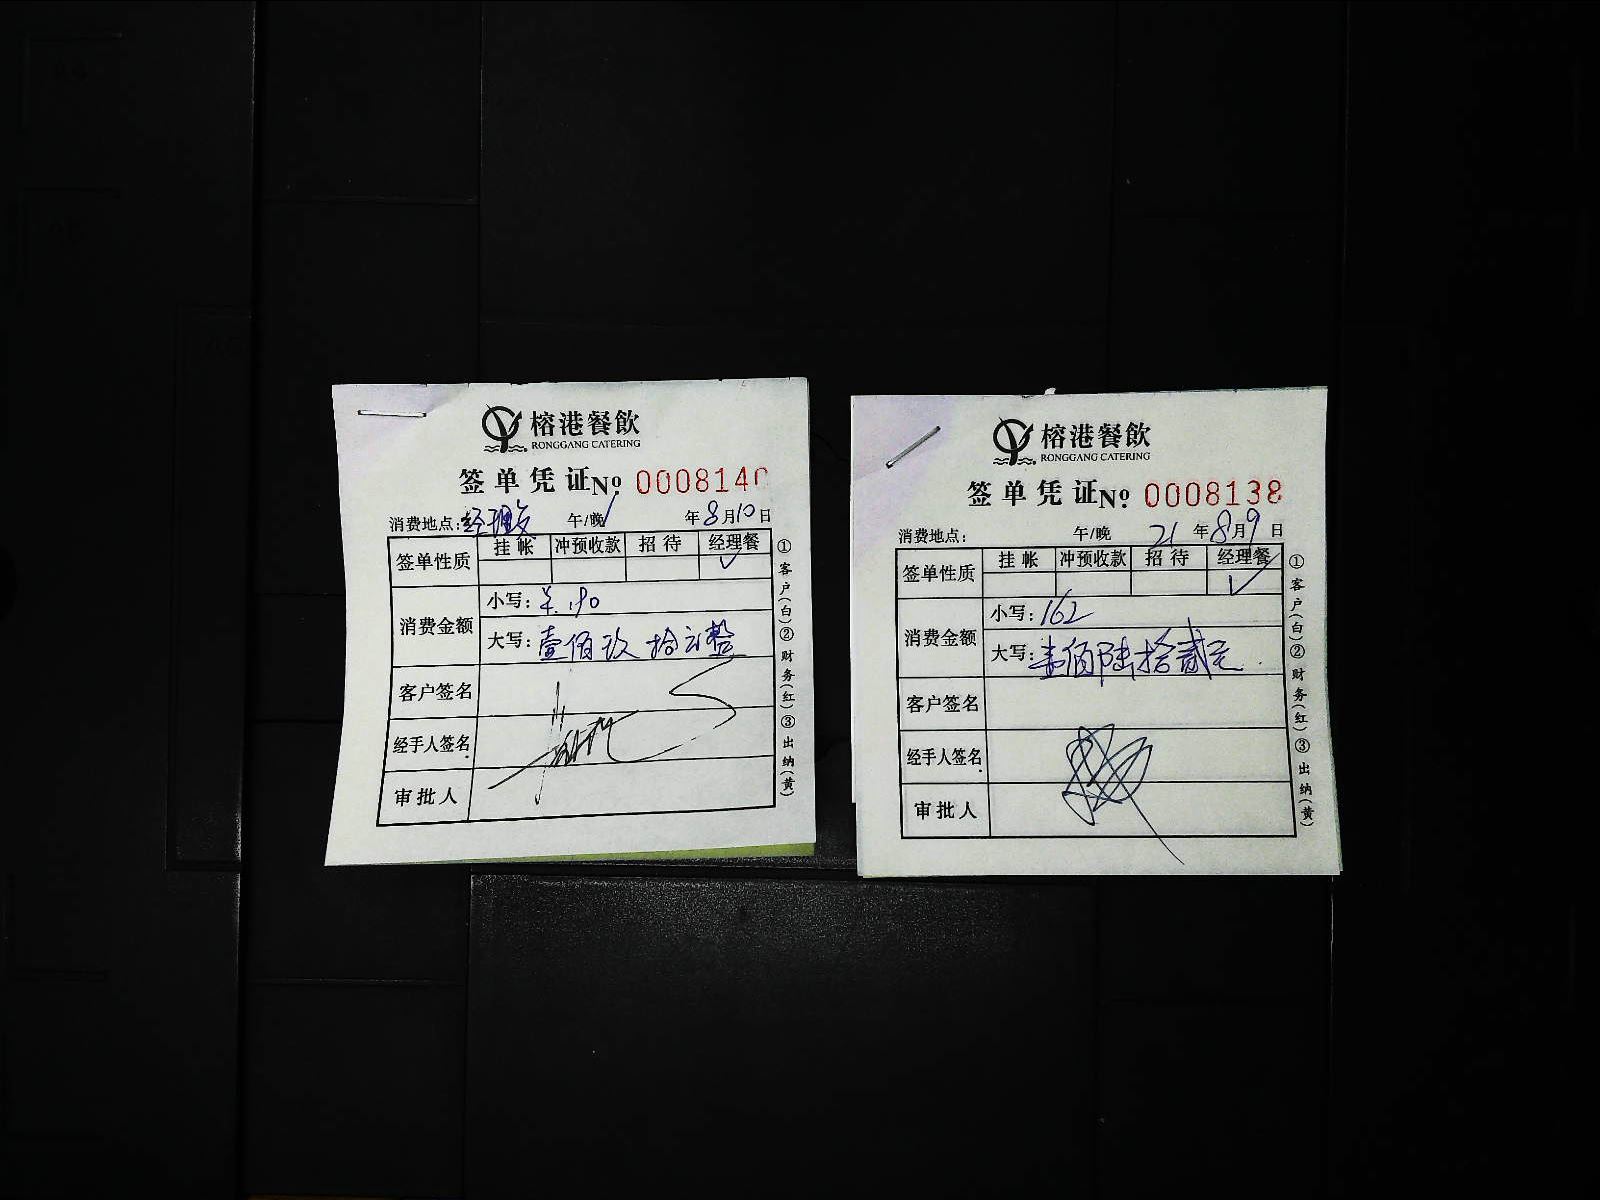 榕港餐飲
RONGGANG CATERING
签单凭证№ 000814
消费地点: 经理 午/晚 年8月10日
签单性质 挂帐 冲预收款 招待 经理餐
✓
消费金额 小写: ¥.190
大写: 壹佰玖拾元整
客户签名
经手人签名
审批人
①客户(白)②财务(红)③出纳(黄)
榕港餐飲
RONGGANG CATERING
签单凭证№ 0008138
消费地点: 午/晚 21年8月9日
签单性质 挂帐 冲预收款 招待 经理餐
✓
消费金额 小写: 162
大写: 壹佰陆拾贰元
客户签名
经手人签名
审批人
①客户(白)②财务(红)③出纳(黄)